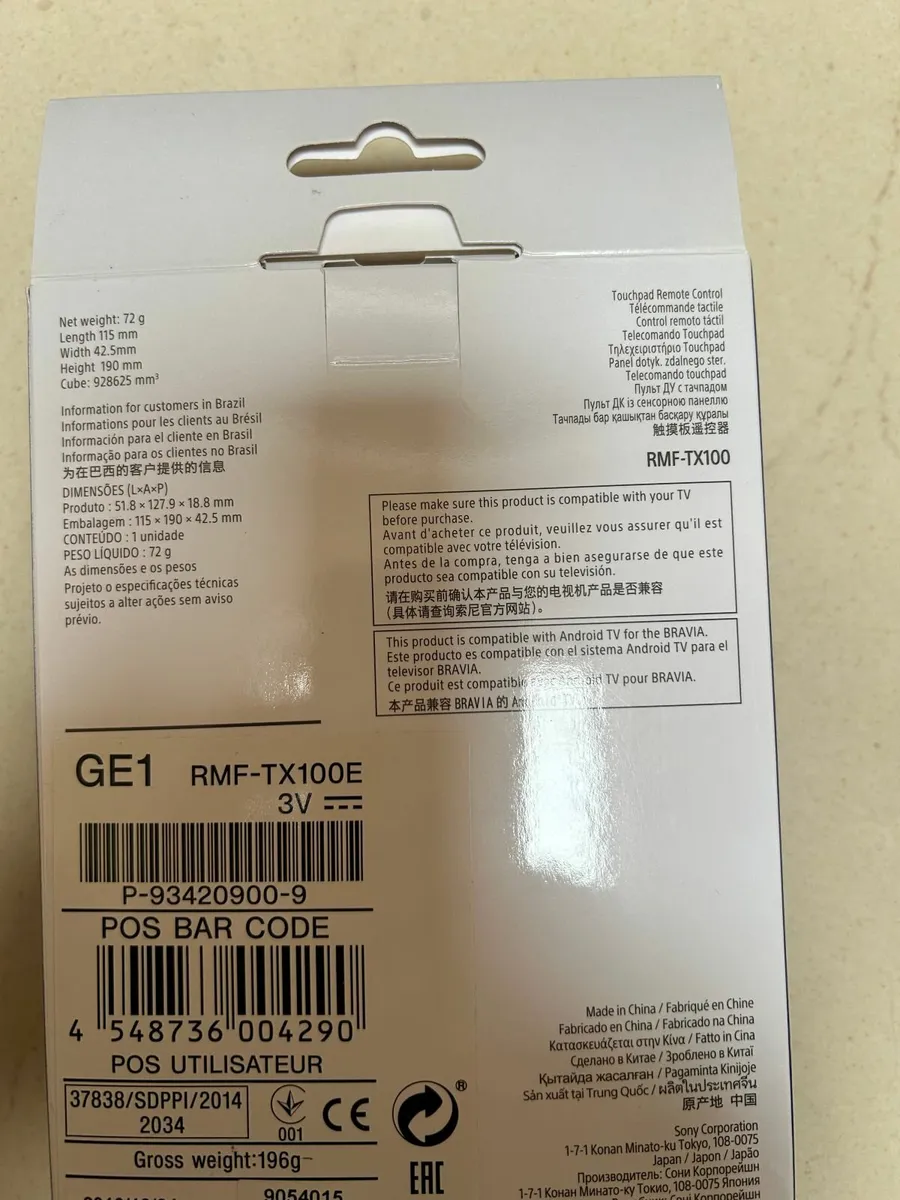 Net weight: 72 g
Length 115 mm
Width 42.5mm
Height 190 mm
Cube: 928625 mm³
Information for customers in Brazil
Informations pour les clients au Brésil
Información para el cliente en Brasil
Informação para os clientes no Brasil
为在巴西的客户提供的信息
DIMENSÕES (L×A×P)
Produto : 51.8 × 127.9 × 18.8 mm
Embalagem : 115 × 190 × 42.5 mm
CONTEÚDO : 1 unidade
PESO LÍQUIDO : 72 g
As dimensões e os pesos
Projeto o especificações técnicas
sujeitos a alter ações sem aviso
prévio.
Touchpad Remote Control
Télécommande tactile
Control remoto táctil
Telecomando Touchpad
Τηλεχειριστήριο Touchpad
Panel dotyk. zdalnego ster.
Telecomando touchpad
Пульт ДУ с тачпадом
Пульт ДК із сенсорною панеллю
Тачпады бар қашықтан басқару құралы
触摸板遥控器
RMF-TX100
Please make sure this product is compatible with your TV
before purchase.
Avant d'acheter ce produit, veuillez vous assurer qu'il est
compatible avec votre télévision.
Antes de la compra, tenga a bien asegurarse de que este
producto sea compatible con su televisión.
请在购买前确认本产品与您的电视机产品是否兼容
(具体请查询索尼官方网站)。
This product is compatible with Android TV for the BRAVIA.
Este producto es compatible con el sistema Android TV para el
televisor BRAVIA.
Ce produit est compatible avec Android TV pour BRAVIA.
本产品兼容 BRAVIA 的 Android TV.
GE1 RMF-TX100E
3V
P-93420900-9
POS BAR CODE
4 548736 004290
POS UTILISATEUR
37838/SDPPI/2014
2034
001
CE
®
EAC
Gross weight:196g
9054015
Made in China / Fabriqué en Chine
Fabricado en China / Fabricado na China
Κατασκευάζεται στην Κίνα / Fatto in Cina
Сделано в Китае / Зроблено в Китаї
Қытайда жасалған / Pagaminta Kinijoje
Sản xuất tại Trung Quốc / ผลิตในประเทศจีน
原产地 中国
Sony Corporation
1-7-1 Konan Minato-ku Tokyo, 108-0075
Japan / Japon / Japão
Производитель: Сони Корпорейшн
1-7-1 Конан Минато-ку Токио, 108-0075 Япония